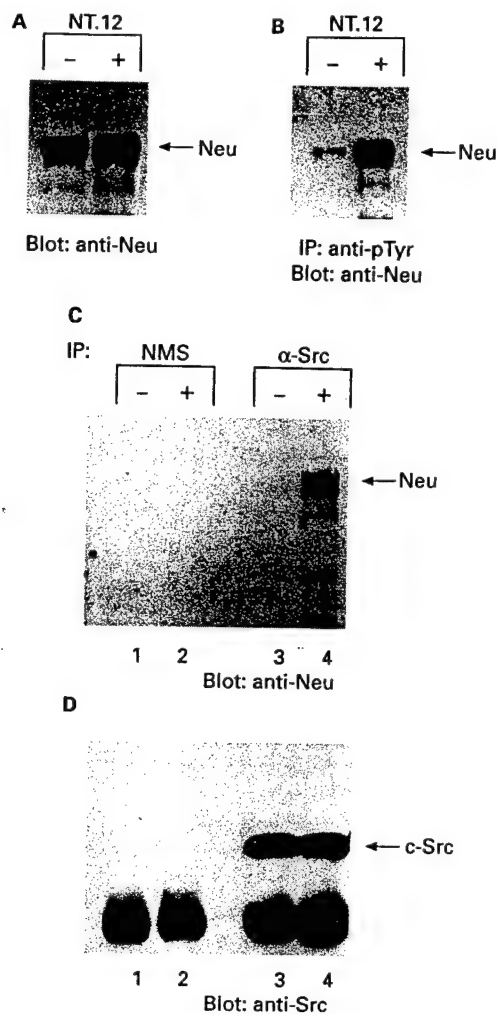 A
NT.12
− +
Neu
Blot: anti-Neu
B
NT.12
− +
Neu
IP: anti-pTyr
Blot: anti-Neu
C
IP: NMS α-Src
− + − +
Neu
1 2 3 4
Blot: anti-Neu
D
c-Src
1 2 3 4
Blot: anti-Src